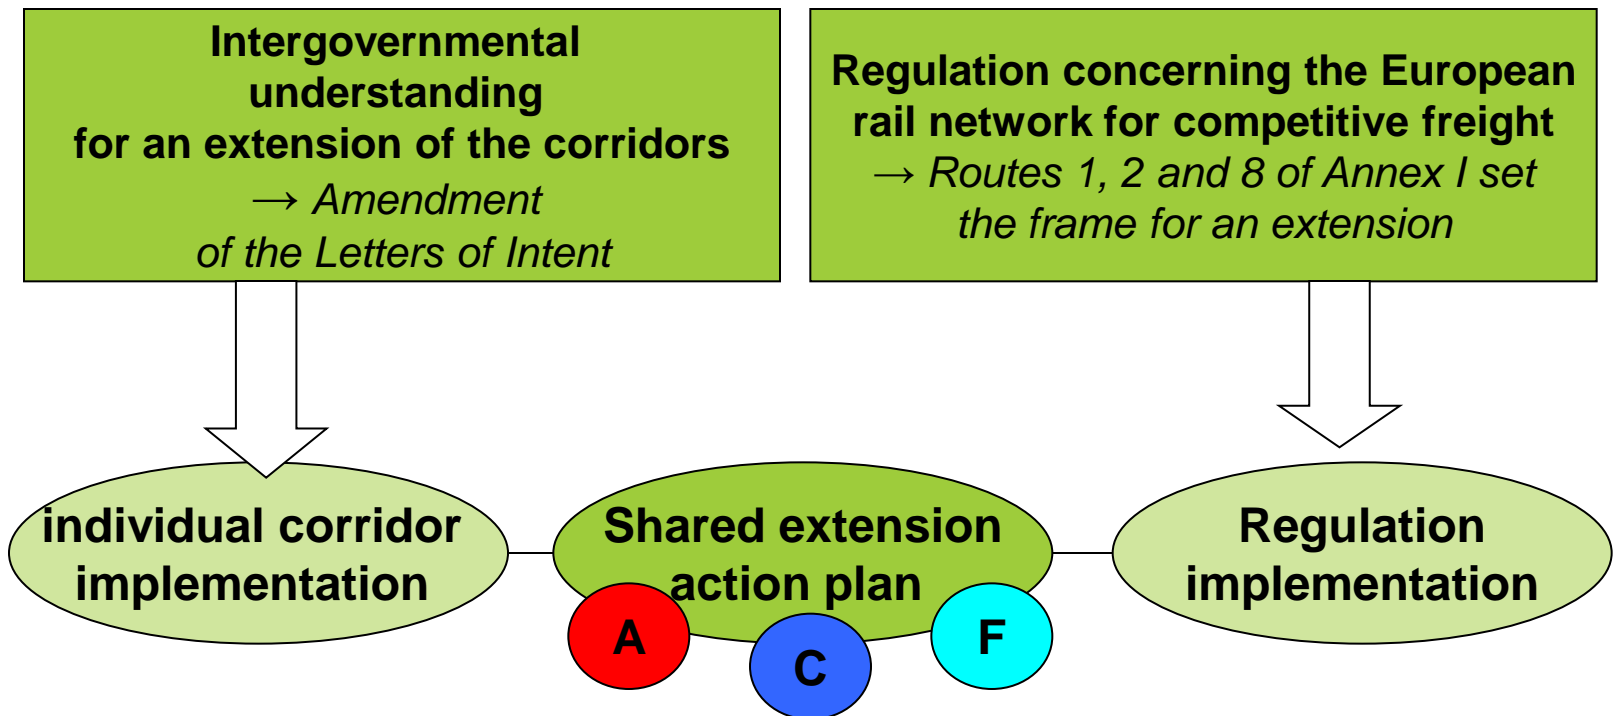 Intergovernmental
understanding
for an extension of the corridors
→ Amendment
of the Letters of Intent
Regulation concerning the European
rail network for competitive freight
→ Routes 1, 2 and 8 of Annex I set
the frame for an extension
individual corridor
implementation
Shared extension
action plan
A
C
F
Regulation
implementation